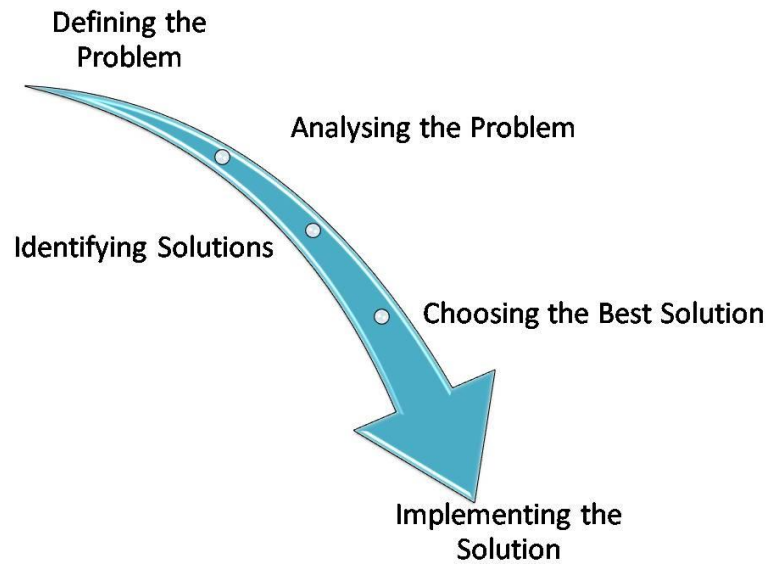 Defining the
Problem
Analysing the Problem
Identifying Solutions
Choosing the Best Solution
Implementing the
Solution